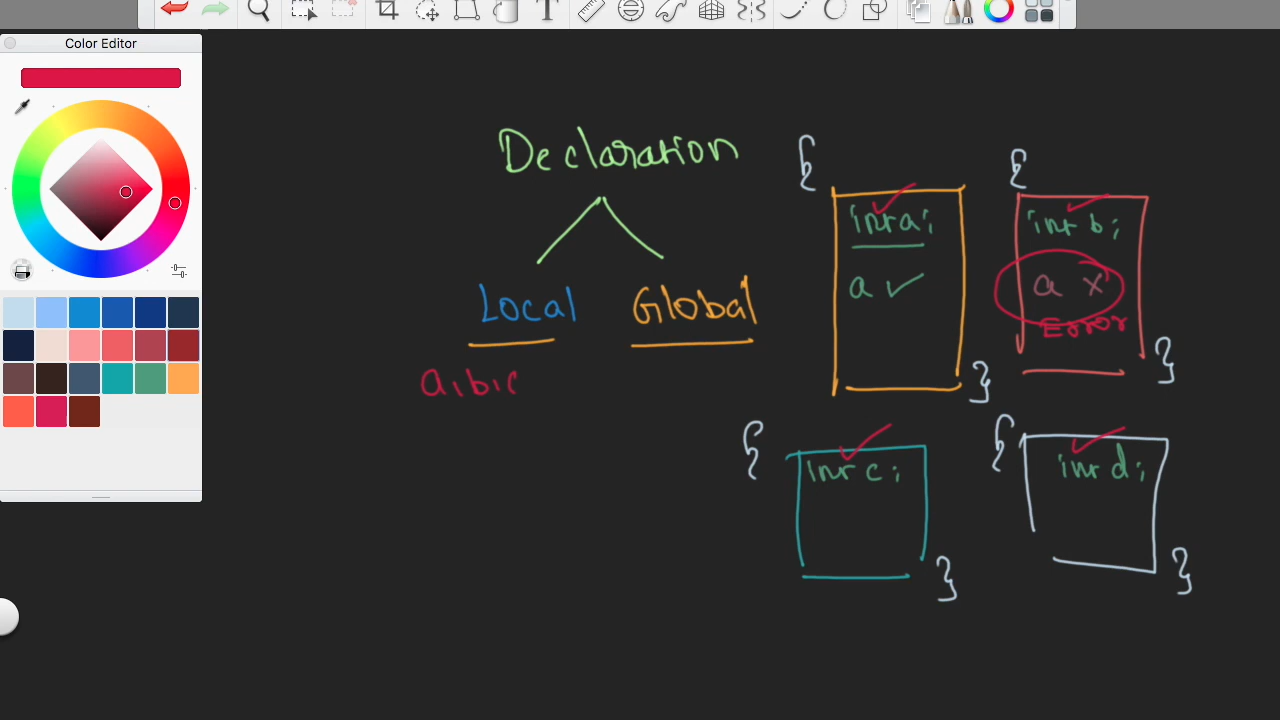 Color Editor
Declaration
Local Global
a,b,c
{
int a;
a ✓
}
{
int b;
a x
Error
}
{
int c;
}
{
int d;
}